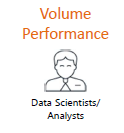 Volume
Performance
Data Scientists/
Analysts